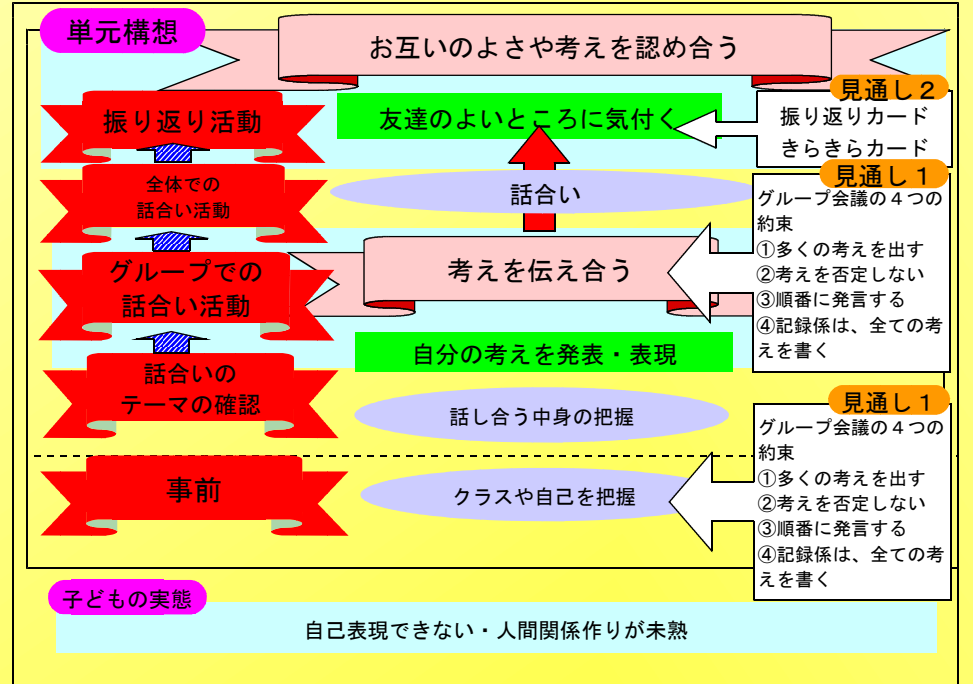 単元構想
お互いのよさや考えを認め合う
振り返り活動
友達のよいところに気付く
見通し２
振り返りカード
きらきらカード
全体での
話合い活動
話合い
見通し１
グループ会議の４つの
約束
①多くの考えを出す
②考えを否定しない
③順番に発言する
④記録係は、全ての考
えを書く
グループでの
話合い活動
考えを伝え合う
自分の考えを発表・表現
話合いの
テーマの確認
話し合う中身の把握
見通し１
グループ会議の４つの
約束
①多くの考えを出す
②考えを否定しない
③順番に発言する
④記録係は、全ての考
えを書く
事前
クラスや自己を把握
子どもの実態
自己表現できない・人間関係作りが未熟